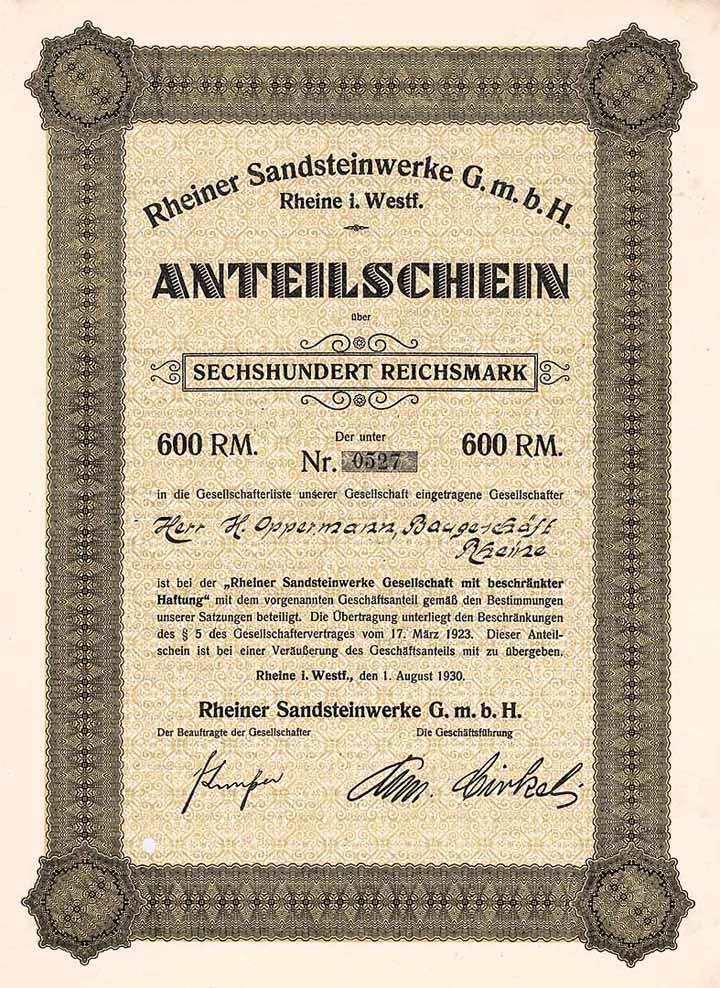 Rheiner Sandsteinwerke G. m. b. H.
Rheine i. Westf.
ANTEILSCHEIN
über
SECHSHUNDERT REICHSMARK
600 RM. Der unter 600 RM.
Nr. 0527
in die Gesellschafterliste unserer Gesellschaft eingetragene Gesellschafter
Herr H. Oppermann, Baugeschäft
Rheine
ist bei der „Rheiner Sandsteinwerke Gesellschaft mit beschränkter
Haftung“ mit dem vorgenannten Geschäftsanteil gemäß den Bestimmungen
unserer Satzungen beteiligt. Die Übertragung unterliegt den Beschränkungen
des § 5 des Gesellschaftervertrages vom 17. März 1923. Dieser Anteil-
schein ist bei einer Veräußerung des Geschäftsanteils mit zu übergeben.
Rheine i. Westf., den 1. August 1930.
Rheiner Sandsteinwerke G. m. b. H.
Der Beauftragte der Gesellschafter Die Geschäftsführung